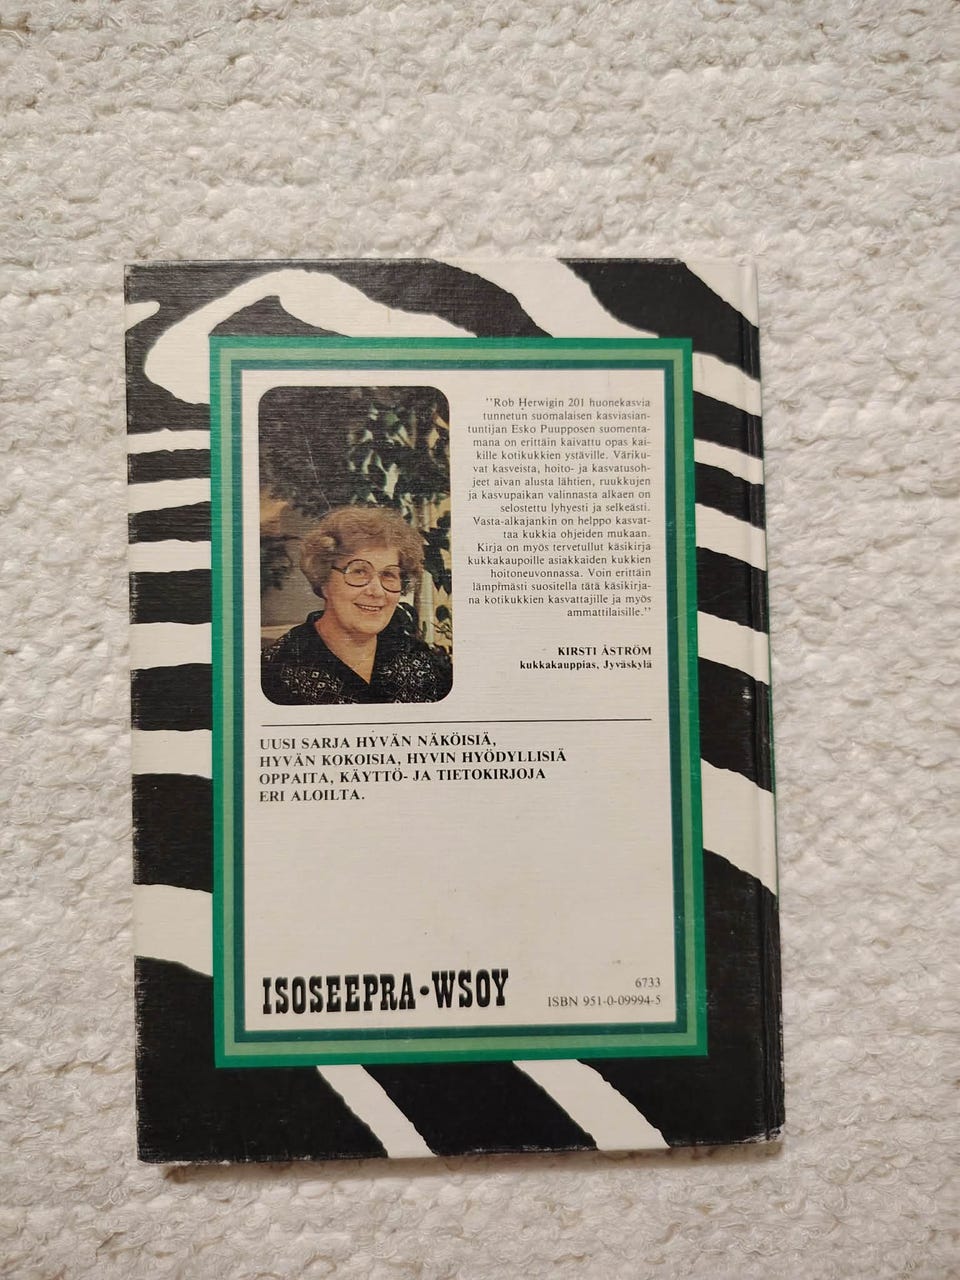 ''Rob Herwigin 201 huonekasvia
tunnetun suomalaisen kasviasian-
tuntijan Esko Puupposen suomenta-
mana on erittäin kaivattu opas kai-
kille kotikukkien ystäville. Väriku-
vat kasveista, hoito- ja kasvatusoh-
jeet aivan alusta lähtien, ruukkujen
ja kasvupaikan valinnasta alkaen on
selostettu lyhyesti ja selkeästi.
Vasta-alkajankin on helppo kasvat-
taa kukkia ohjeiden mukaan.
Kirja on myös tervetullut käsikirja
kukkakaupoille asiakkaiden kukkien
hoitoneuvonnassa. Voin erittäin
lämpimästi suositella tätä käsikirja-
na kotikukkien kasvattajille ja myös
ammattilaisille.''
KIRSTI ÅSTRÖM
kukkakauppias, Jyväskylä
UUSI SARJA HYVÄN NÄKÖISIÄ,
HYVÄN KOKOISIA, HYVIN HYÖDYLLISIÄ
OPPAITA, KÄYTTÖ- JA TIETOKIRJOJA
ERI ALOILTA.
ISOSEEPRA·WSOY
6733
ISBN 951-0-09994-5